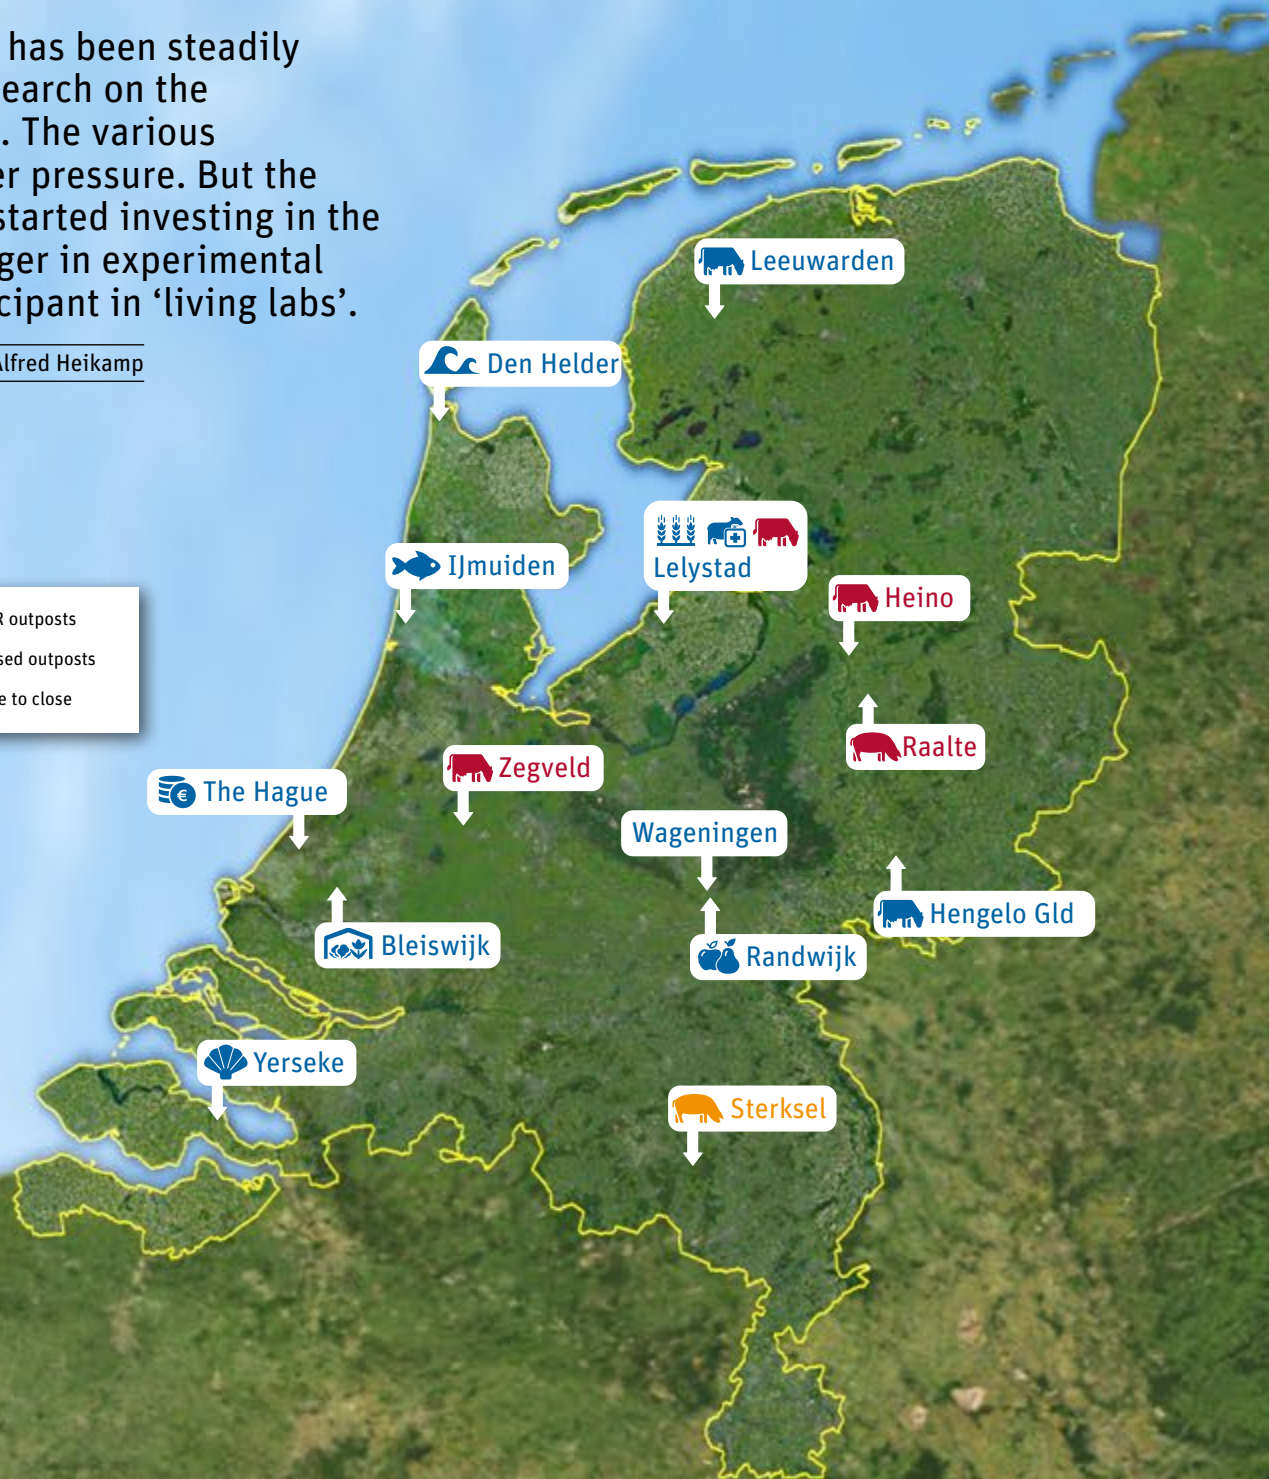 has been steadily
earch on the
. The various
er pressure. But the
started investing in the
ger in experimental
cipant in ‘living labs’.
Alfred Heikamp
Leeuwarden
Den Helder
IJmuiden
Lelystad
Heino
R outposts
sed outposts
e to close
Raalte
Zegveld
The Hague
€
Wageningen
Hengelo Gld
Bleiswijk
Randwijk
Yerseke
Sterksel